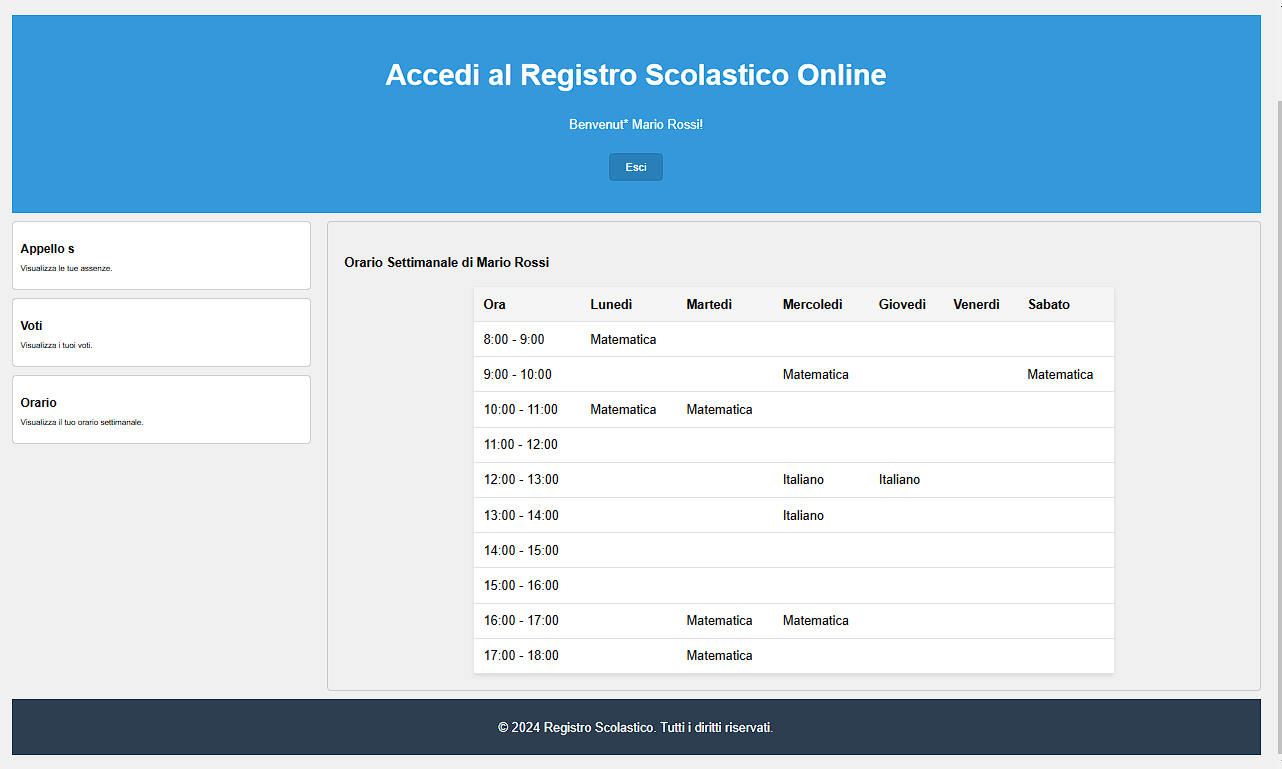 Accedi al Registro Scolastico Online
Benvenut* Mario Rossi!
Esci
Appello s
Visualizza le tue assenze.
Voti
Visualizza i tuoi voti.
Orario
Visualizza il tuo orario settimanale.
Orario Settimanale di Mario Rossi
Ora Lunedì Martedì Mercoledì Giovedì Venerdì Sabato
8:00 - 9:00 Matematica
9:00 - 10:00 Matematica Matematica
10:00 - 11:00 Matematica Matematica
11:00 - 12:00
12:00 - 13:00 Italiano Italiano
13:00 - 14:00 Italiano
14:00 - 15:00
15:00 - 16:00
16:00 - 17:00 Matematica Matematica
17:00 - 18:00 Matematica
© 2024 Registro Scolastico. Tutti i diritti riservati.